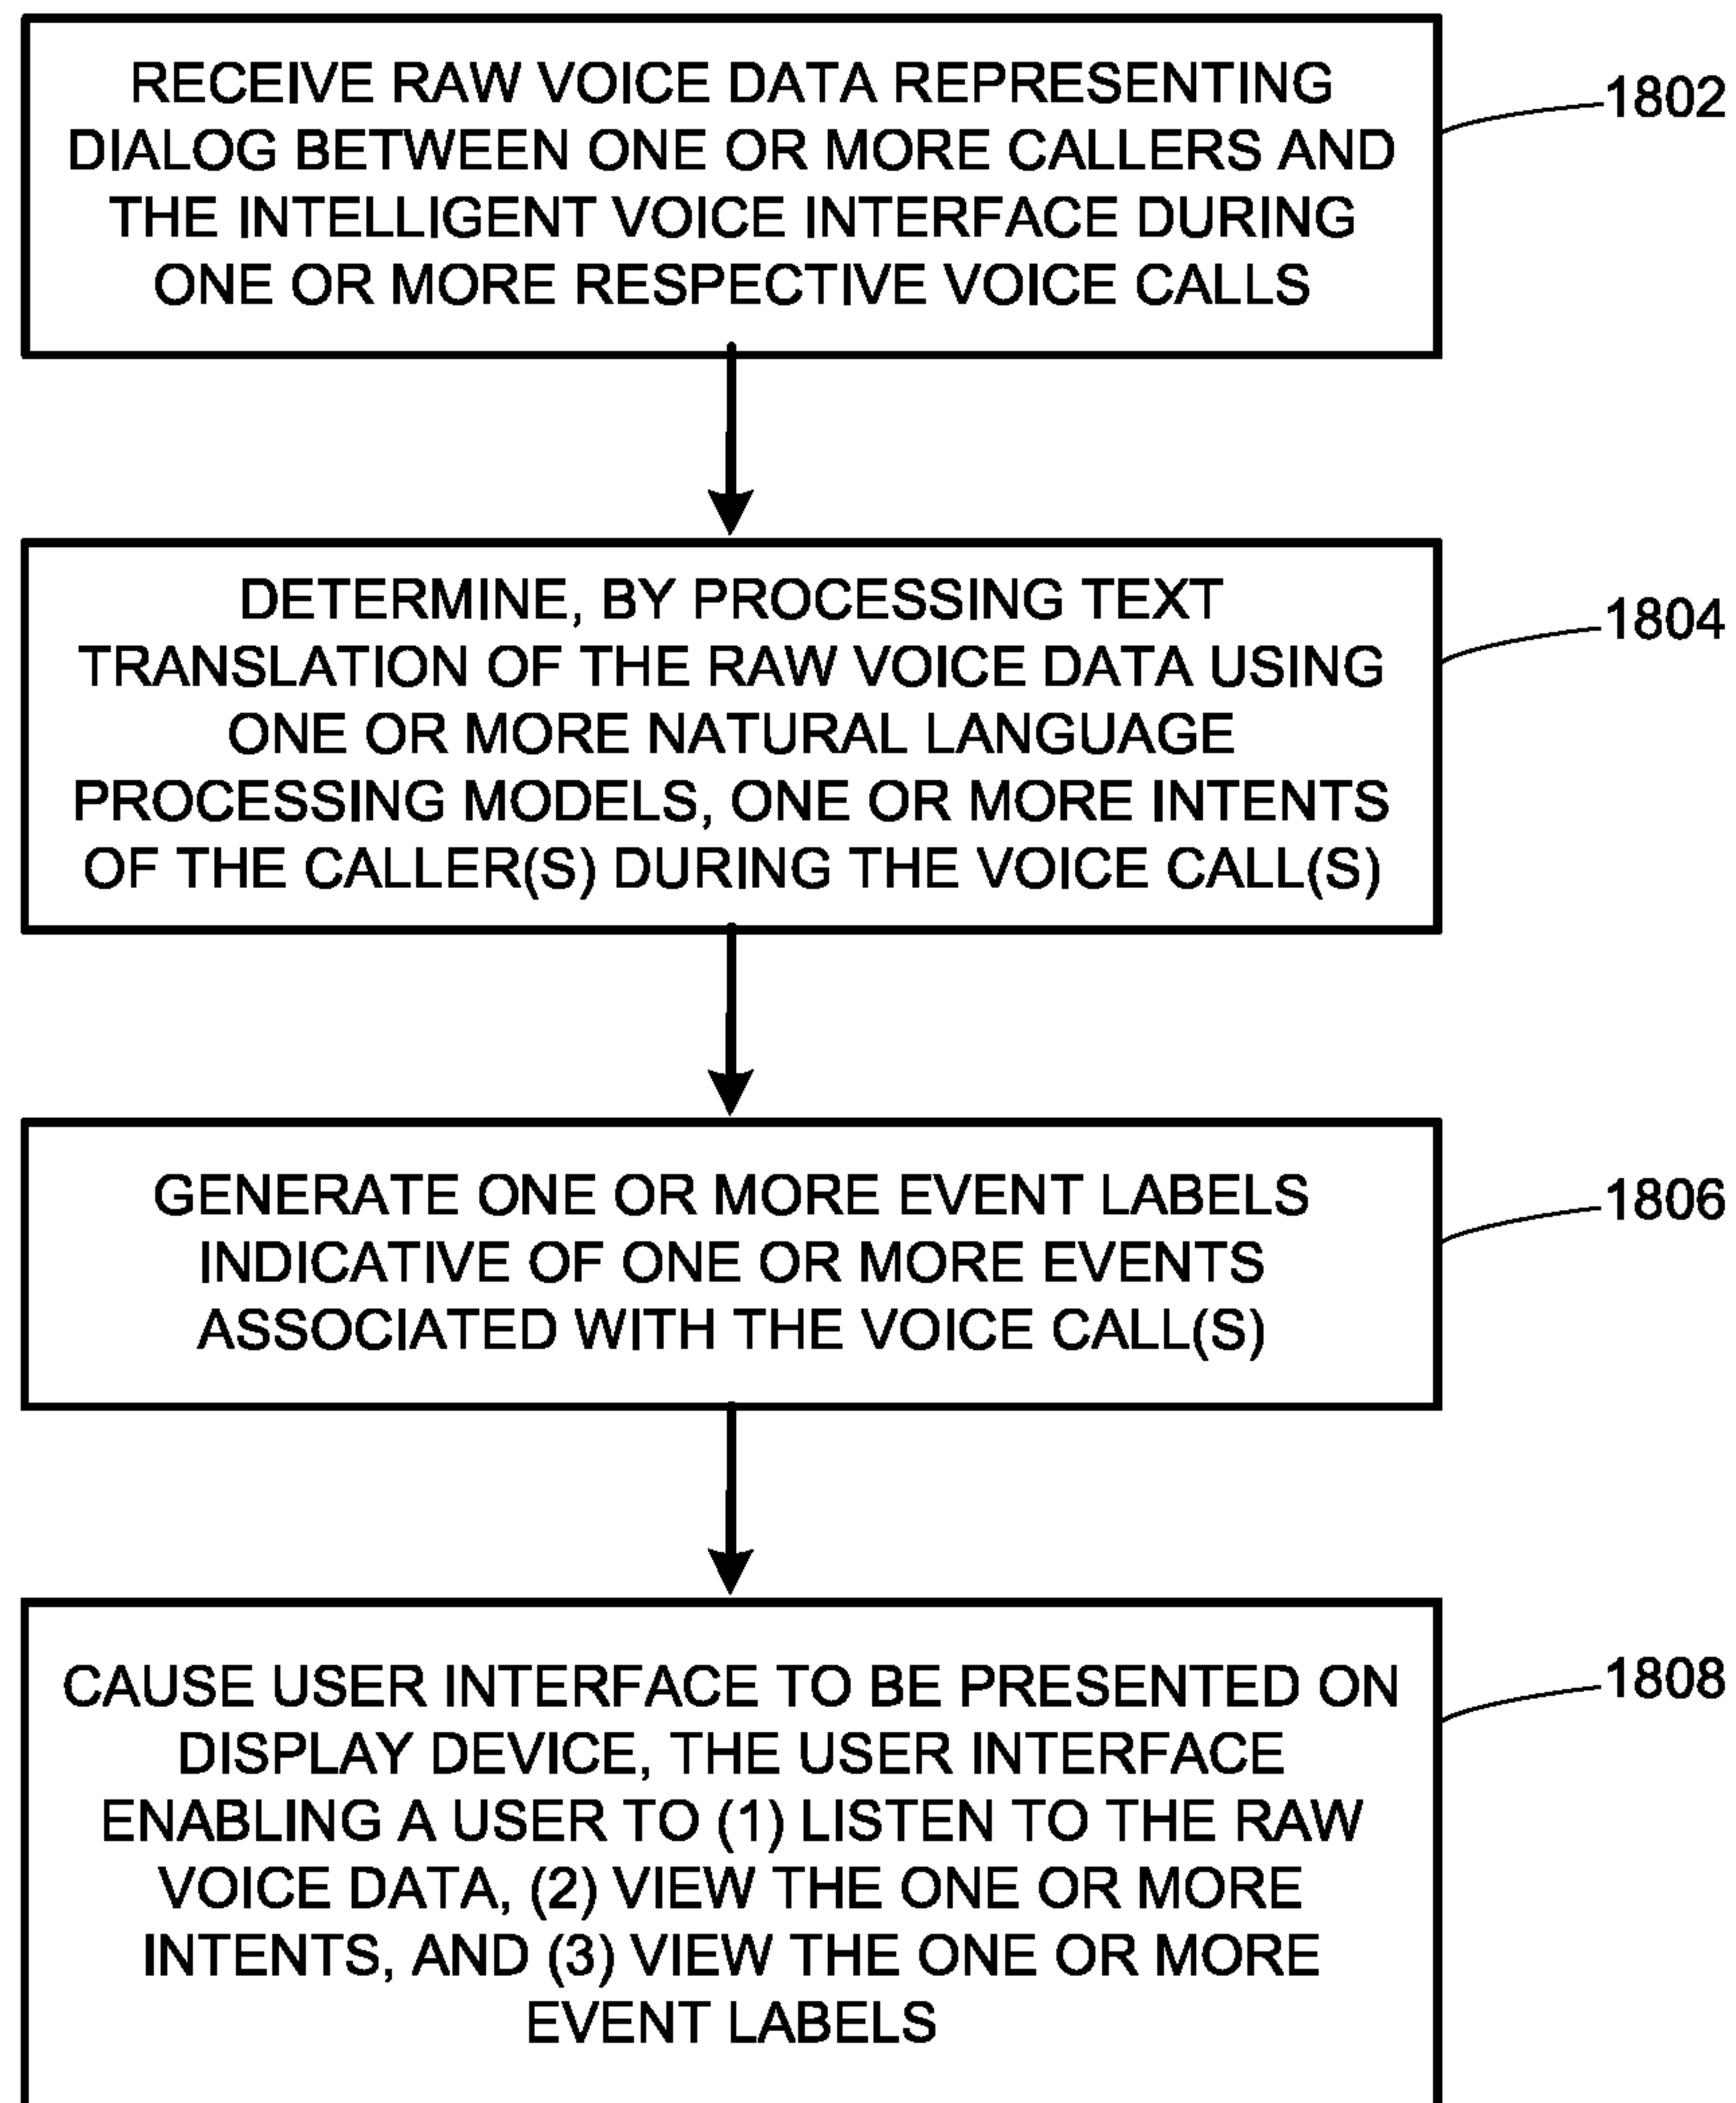 RECEIVE RAW VOICE DATA REPRESENTING
DIALOG BETWEEN ONE OR MORE CALLERS AND
THE INTELLIGENT VOICE INTERFACE DURING
ONE OR MORE RESPECTIVE VOICE CALLS
1802
DETERMINE, BY PROCESSING TEXT
TRANSLATION OF THE RAW VOICE DATA USING
ONE OR MORE NATURAL LANGUAGE
PROCESSING MODELS, ONE OR MORE INTENTS
OF THE CALLER(S) DURING THE VOICE CALL(S)
1804
GENERATE ONE OR MORE EVENT LABELS
INDICATIVE OF ONE OR MORE EVENTS
ASSOCIATED WITH THE VOICE CALL(S)
1806
CAUSE USER INTERFACE TO BE PRESENTED ON
DISPLAY DEVICE, THE USER INTERFACE
ENABLING A USER TO (1) LISTEN TO THE RAW
VOICE DATA, (2) VIEW THE ONE OR MORE
INTENTS, AND (3) VIEW THE ONE OR MORE
EVENT LABELS
1808